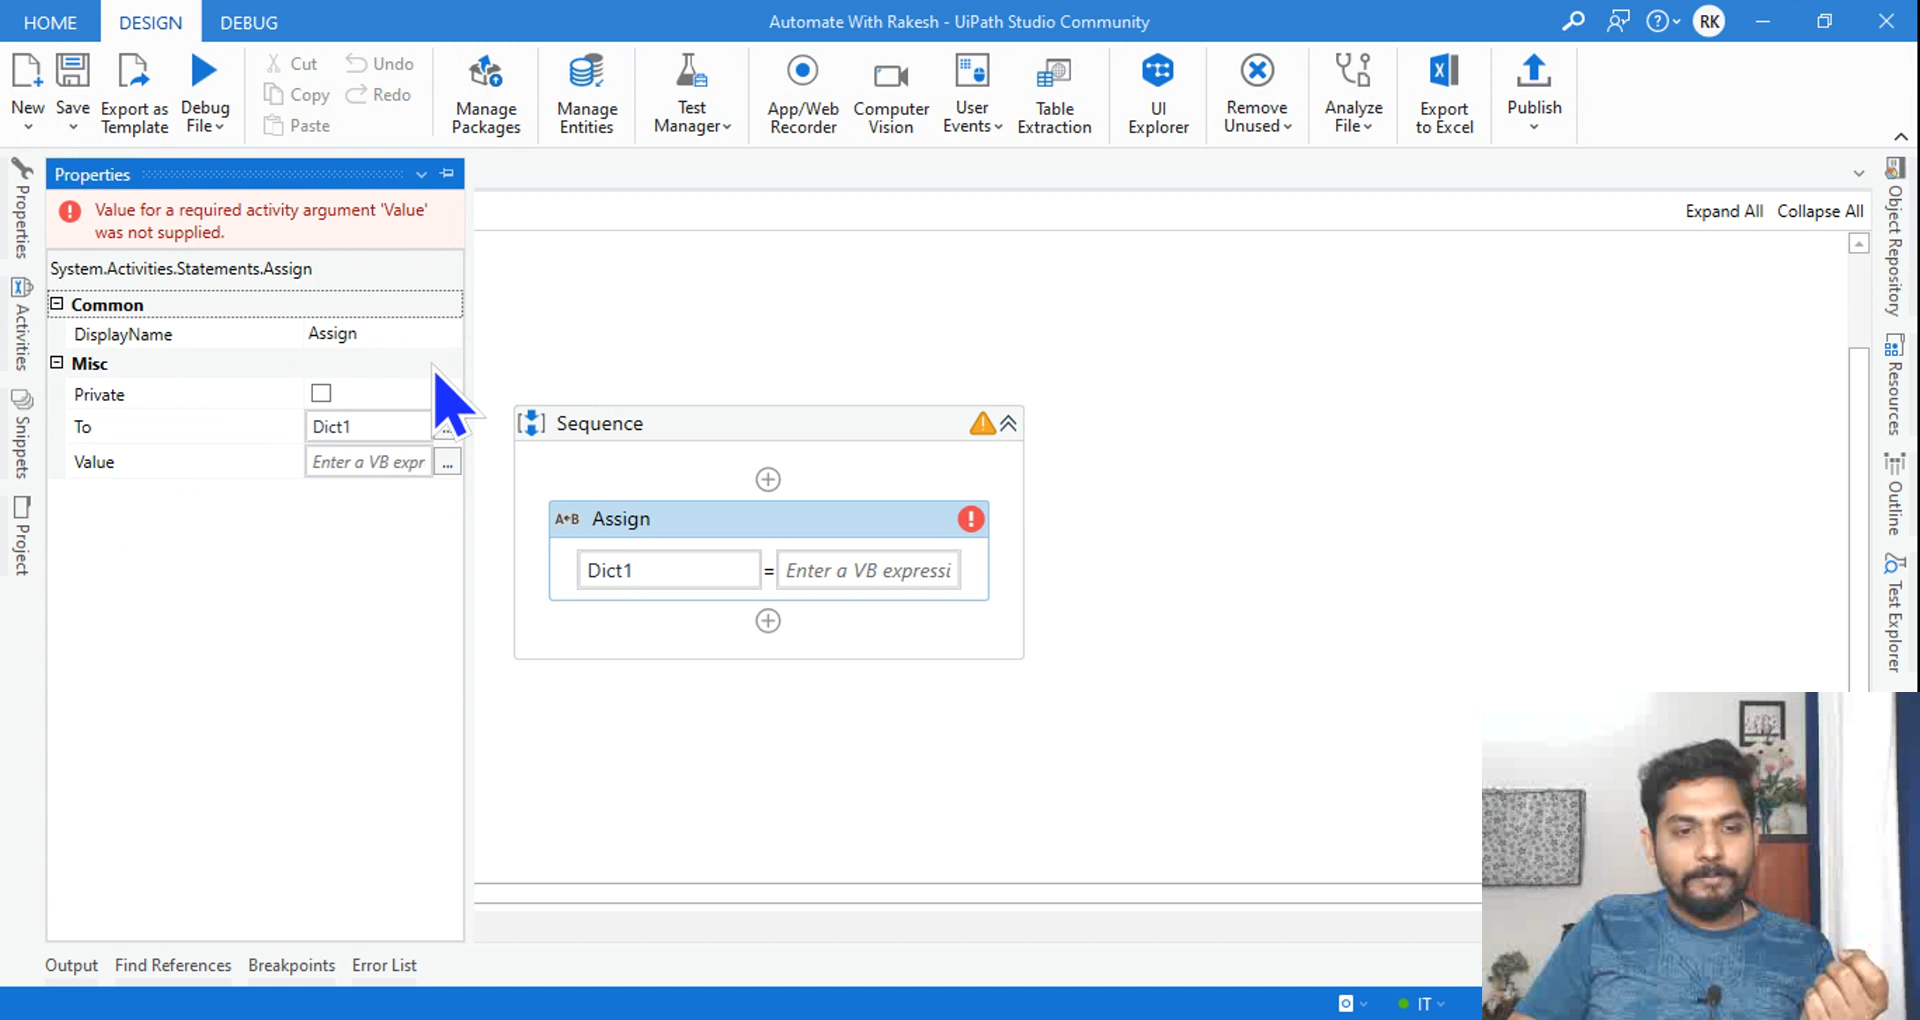 HOME DESIGN DEBUG Automate With Rakesh - UiPath Studio Community RK
New
Save
Export as
Template
Debug
File
Cut
Copy
Paste
Undo
Redo
Manage
Packages
Manage
Entities
Test
Manager
App/Web
Recorder
Computer
Vision
User
Events
Table
Extraction
UI
Explorer
Remove
Unused
Analyze
File
Export
to Excel
Publish
Properties
Activities
Snippets
Project
Properties
Value for a required activity argument 'Value'
was not supplied.
System.Activities.Statements.Assign
Common
DisplayName Assign
Misc
Private
To Dict1 ...
Value Enter a VB expr ...
Expand All Collapse All
Sequence
A←B Assign
Dict1 = Enter a VB expressi
Object Repository
Resources
Outline
Test Explorer
Output Find References Breakpoints Error List
IT